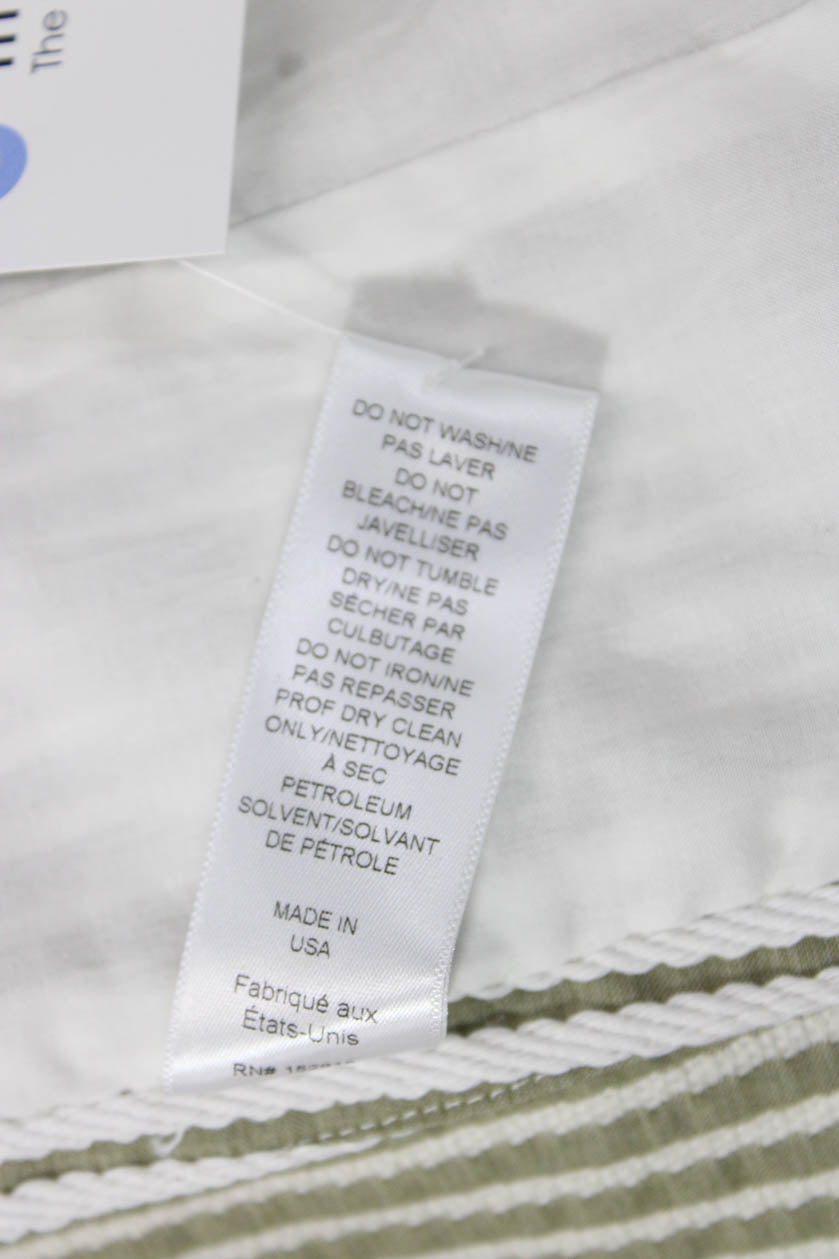 The
DO NOT WASH/NE
PAS LAVER
DO NOT
BLEACH/NE PAS
JAVELLISER
DO NOT TUMBLE
DRY/NE PAS
SÉCHER PAR
CULBUTAGE
DO NOT IRON/NE
PAS REPASSER
PROF DRY CLEAN
ONLY/NETTOYAGE
À SEC
PETROLEUM
SOLVENT/SOLVANT
DE PÉTROLE
MADE IN
USA
Fabriqué aux
États-Unis
RN#